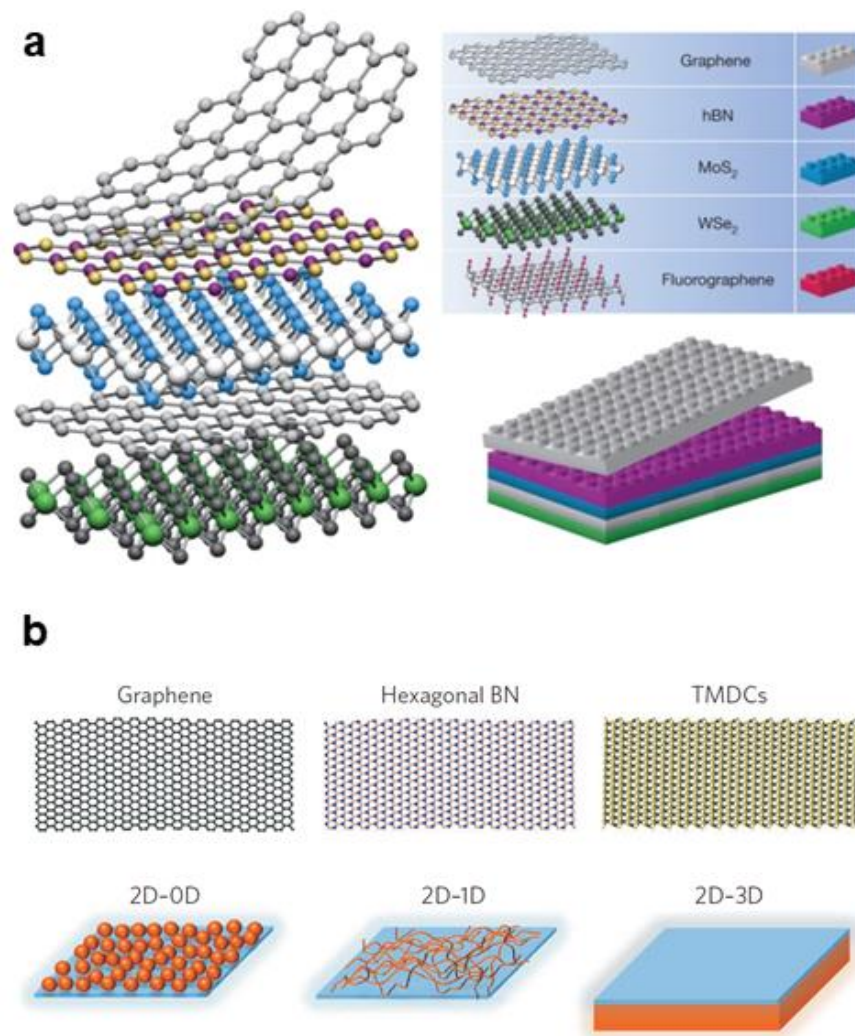 a
Graphene
hBN
MoS₂
WSe₂
Fluorographene
b
Graphene
Hexagonal BN
TMDCs
2D-0D
2D-1D
2D-3D